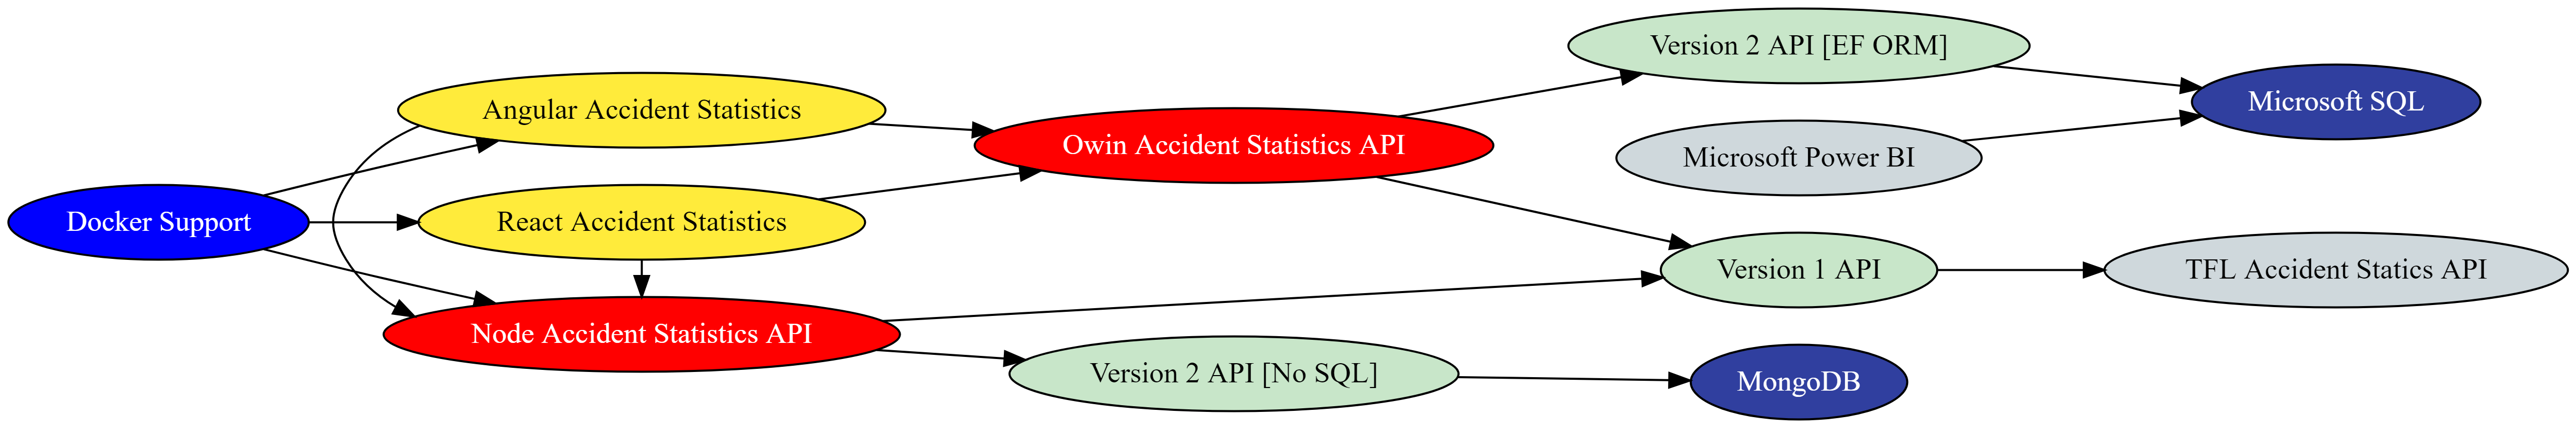 Docker Support
Angular Accident Statistics
React Accident Statistics
Node Accident Statistics API
Owin Accident Statistics API
Version 2 API [No SQL]
Version 2 API [EF ORM]
Microsoft Power BI
Version 1 API
MongoDB
Microsoft SQL
TFL Accident Statics API